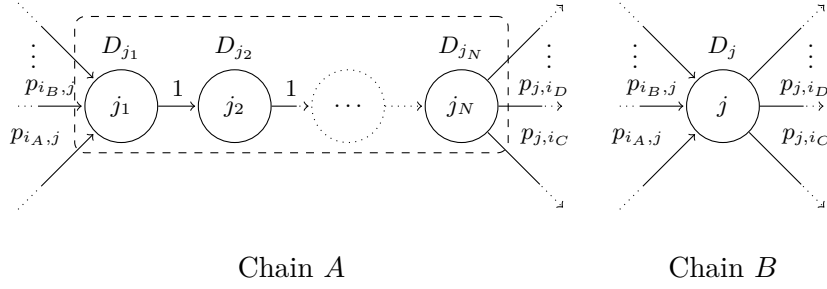 D_{j_1} D_{j_2} D_{j_N} D_j
⋮ ⋮ ⋮ ⋮
p_{i_B,j} 1 1 p_{j,i_D} p_{i_B,j} p_{j,i_D}
j_1 j_2 ⋯ j_N j
p_{i_A,j} p_{j,i_C} p_{i_A,j} p_{j,i_C}
Chain A Chain B